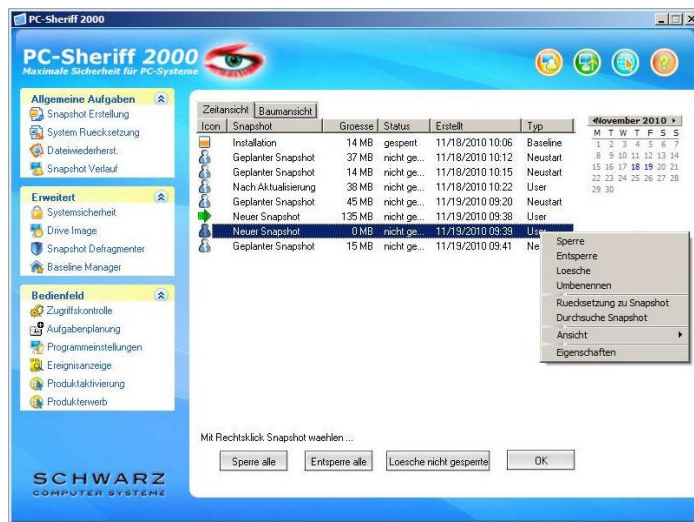 PC-Sheriff 2000
PC-Sheriff 2000
Maximale Sicherheit für PC-Systeme
Allgemeine Aufgaben
Snapshot Erstellung
System Ruecksetzung
Dateiwiederherst.
Snapshot Verlauf
Erweitert
Systemsicherheit
Drive Image
Snapshot Defragmenter
Baseline Manager
Bedienfeld
Zugriffskontrolle
Aufgabenplanung
Programmeinstellungen
Ereignisanzeige
Produktaktivierung
Produkterwerb
SCHWARZ
COMPUTER SYSTEME
Zeitansicht Baumansicht
Icon Snapshot Groesse Status Erstellt Typ
Installation 14 MB gesperrt 11/18/2010 10:06 Baseline
Geplanter Snapshot 37 MB nicht ge... 11/18/2010 10:12 Neustart
Geplanter Snapshot 14 MB nicht ge... 11/18/2010 10:15 Neustart
Nach Aktualisierung 38 MB nicht ge... 11/18/2010 10:22 User
Geplanter Snapshot 45 MB nicht ge... 11/19/2010 09:20 Neustart
Neuer Snapshot 135 MB nicht ge... 11/19/2010 09:38 User
Neuer Snapshot 0 MB nicht ge... 11/19/2010 09:39 User
Geplanter Snapshot 15 MB nicht ge... 11/19/2010 09:41 Ne
November 2010
M T W T F S S
1 2 3 4 5 6 7
8 9 10 11 12 13 14
15 16 17 18 19 20 21
22 23 24 25 26 27 28
29 30
Sperre
Entsperre
Loesche
Umbenennen
Ruecksetzung zu Snapshot
Durchsuche Snapshot
Ansicht
Eigenschaften
Mit Rechtsklick Snapshot waehlen ...
Sperre alle Entsperre alle Loesche nicht gesperrte OK